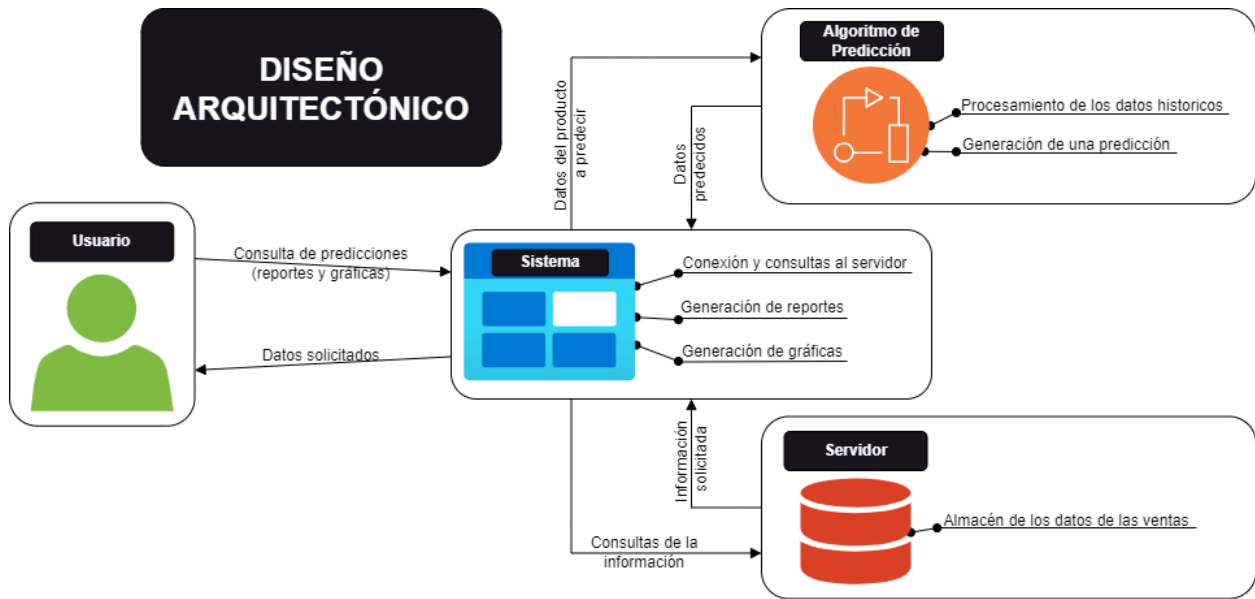 DISEÑO
ARQUITECTÓNICO
Algoritmo de
Predicción
Procesamiento de los datos historicos
Generación de una predicción
Datos del producto
a predecir
Datos
predecidos
Usuario
Consulta de predicciones
(reportes y gráficas)
Datos solicitados
Sistema
Conexión y consultas al servidor
Generación de reportes
Generación de gráficas
Información
solicitada
Consultas de la
información
Servidor
Almacén de los datos de las ventas